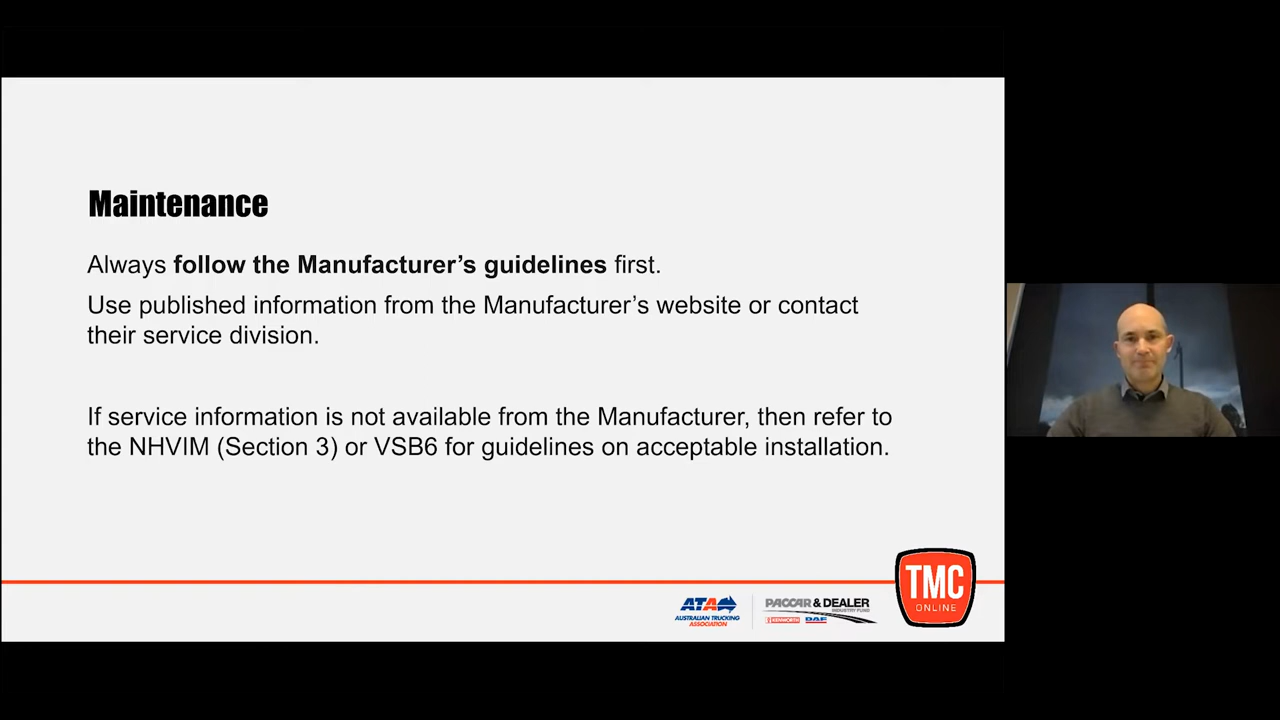 Maintenance
Always follow the Manufacturer’s guidelines first.
Use published information from the Manufacturer’s website or contact
their service division.
If service information is not available from the Manufacturer, then refer to
the NHVIM (Section 3) or VSB6 for guidelines on acceptable installation.
ATA
AUSTRALIAN TRUCKING
ASSOCIATION
PACCAR & DEALER
INDUSTRY FUND
KENWORTH DAF
TMC
ONLINE